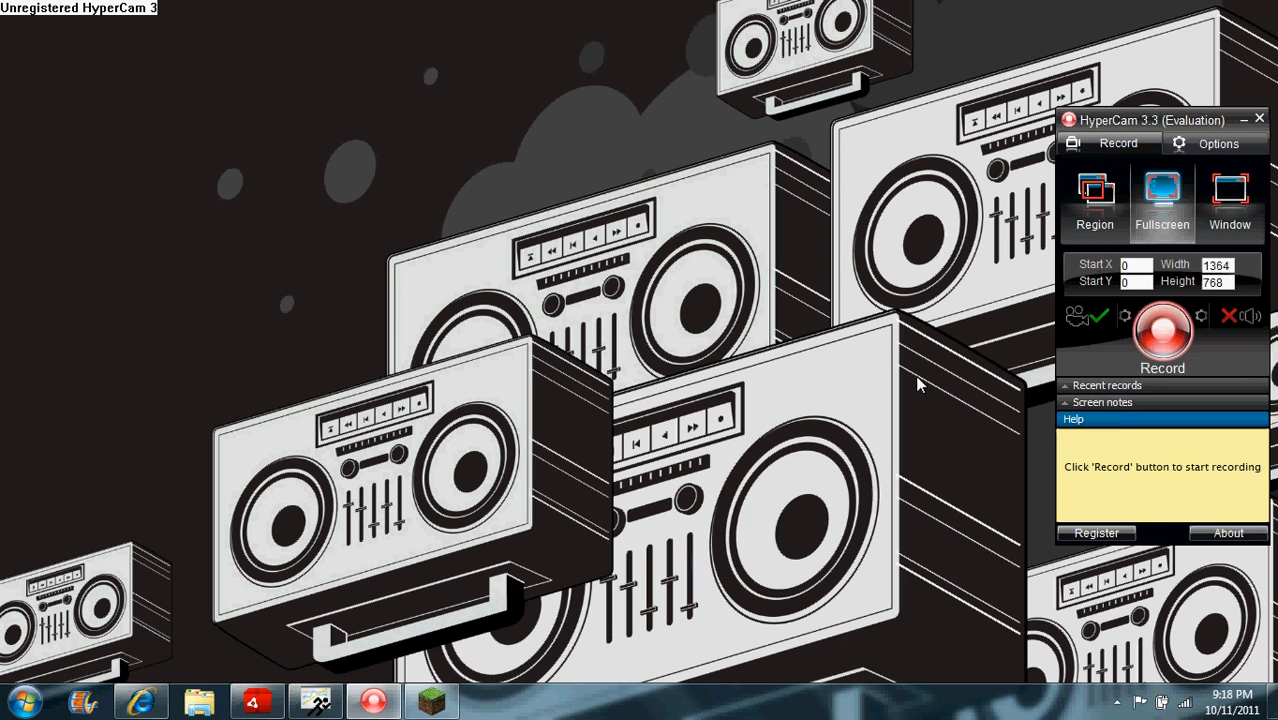 Unregistered HyperCam 3
HyperCam 3.3 (Evaluation)
Record
Options
Region
Fullscreen
Window
Start X 0 Width 1364
Start Y 0 Height 768
Record
Recent records
Screen notes
Help
Click 'Record' button to start recording
Register
About
9:18 PM
10/11/2011